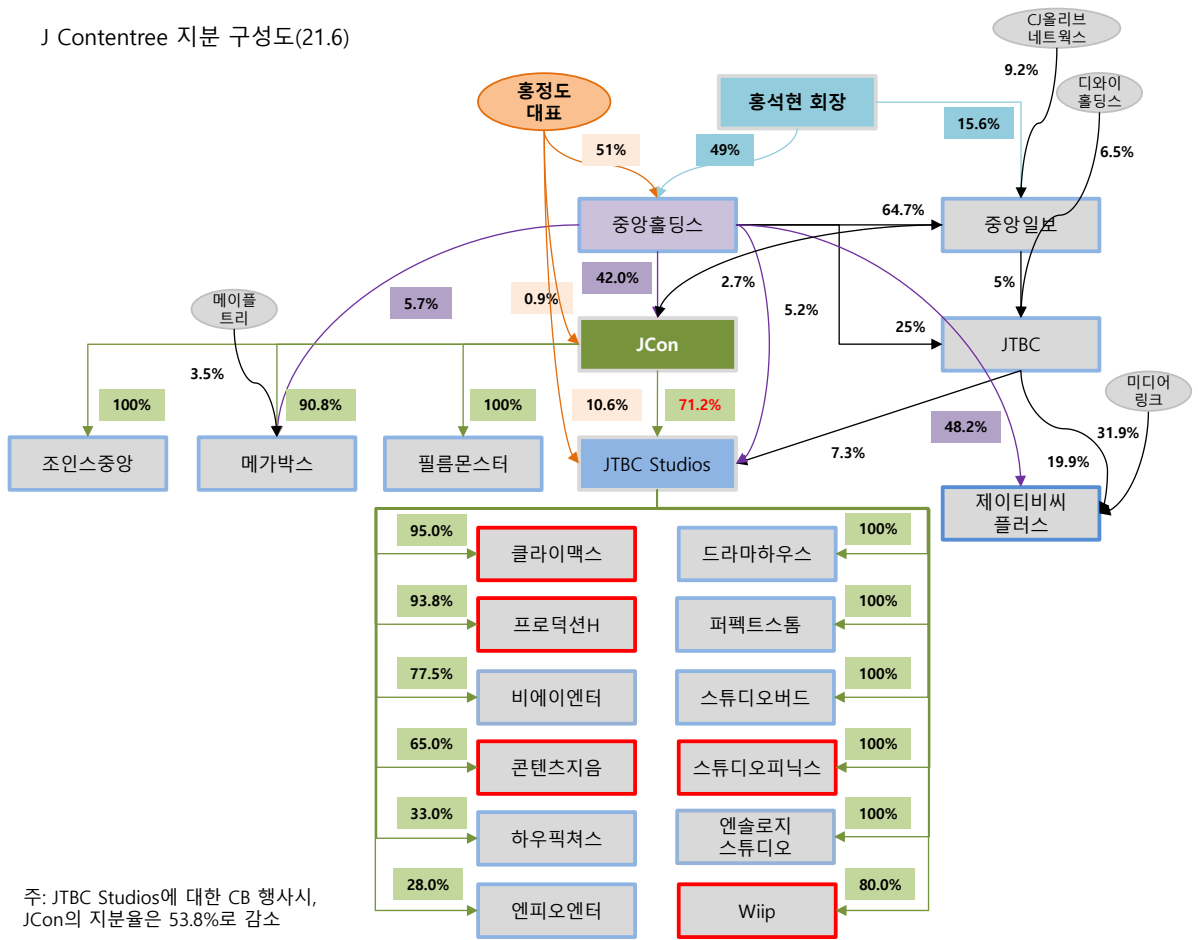 J Contentree 지분 구성도(21.6)
CJ올리브
네트웍스
9.2%
디와이
홀딩스
홍정도
대표
홍석현 회장
15.6%
51%
49%
6.5%
중앙홀딩스
64.7%
중앙일보
42.0%
2.7%
5%
메이플
트리
5.7%
0.9%
5.2%
25%
JCon
JTBC
3.5%
미디어
링크
100%
90.8%
100%
10.6%
71.2%
48.2%
31.9%
7.3%
19.9%
조인스중앙
메가박스
필름몬스터
JTBC Studios
제이티비씨
플러스
95.0%
클라이맥스
드라마하우스
100%
93.8%
프로덕션H
퍼펙트스톰
100%
77.5%
비에이엔터
스튜디오버드
100%
65.0%
콘텐츠지음
스튜디오피닉스
100%
33.0%
하우픽쳐스
엔솔로지
스튜디오
100%
28.0%
엔피오엔터
Wiip
80.0%
주: JTBC Studios에 대한 CB 행사시,
JCon의 지분율은 53.8%로 감소